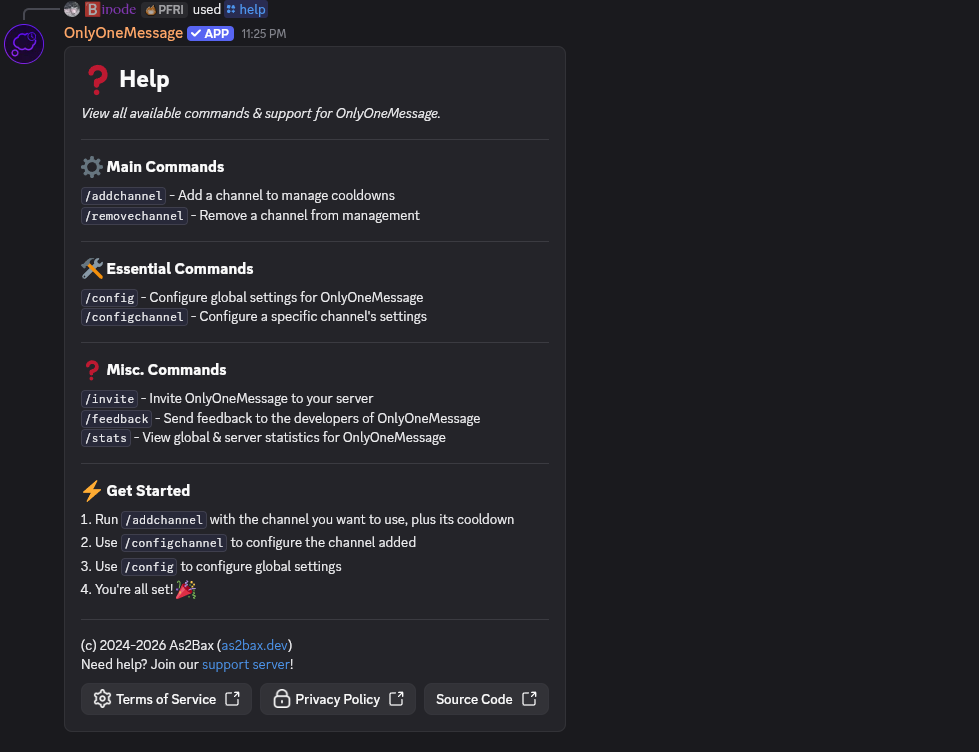 Binode PFRI used help
OnlyOneMessage APP 11:25 PM
Help
View all available commands & support for OnlyOneMessage.
Main Commands
/addchannel - Add a channel to manage cooldowns
/removechannel - Remove a channel from management
Essential Commands
/config - Configure global settings for OnlyOneMessage
/configchannel - Configure a specific channel's settings
Misc. Commands
/invite - Invite OnlyOneMessage to your server
/feedback - Send feedback to the developers of OnlyOneMessage
/stats - View global & server statistics for OnlyOneMessage
Get Started
1. Run /addchannel with the channel you want to use, plus its cooldown
2. Use /configchannel to configure the channel added
3. Use /config to configure global settings
4. You're all set!
(c) 2024-2026 As2Bax (as2bax.dev)
Need help? Join our support server!
Terms of Service Privacy Policy Source Code